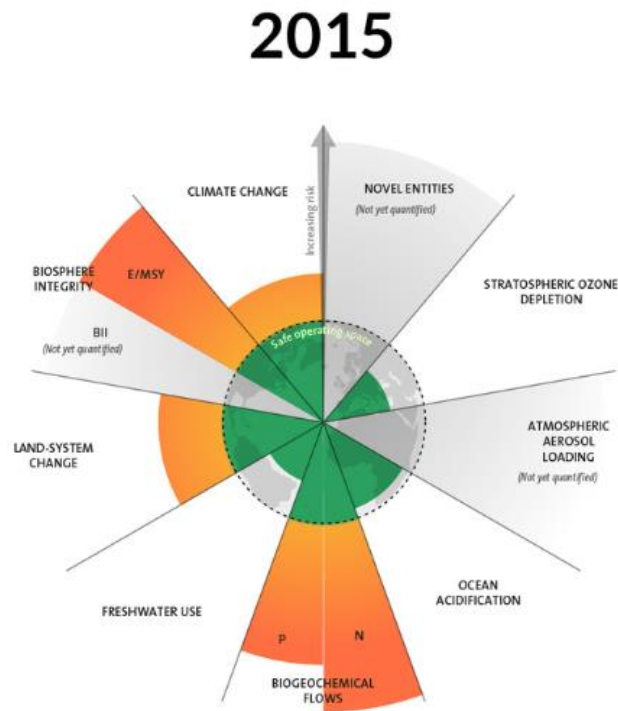 2015
CLIMATE CHANGE
Increasing risk
NOVEL ENTITIES
(Not yet quantified)
STRATOSPHERIC OZONE
DEPLETION
ATMOSPHERIC
AEROSOL
LOADING
(Not yet quantified)
OCEAN
ACIDIFICATION
BIOGEOCHEMICAL
FLOWS
P
N
FRESHWATER USE
LAND-SYSTEM
CHANGE
BIOSPHERE
INTEGRITY
E/MSY
BII
(Not yet quantified)
Safe operating space